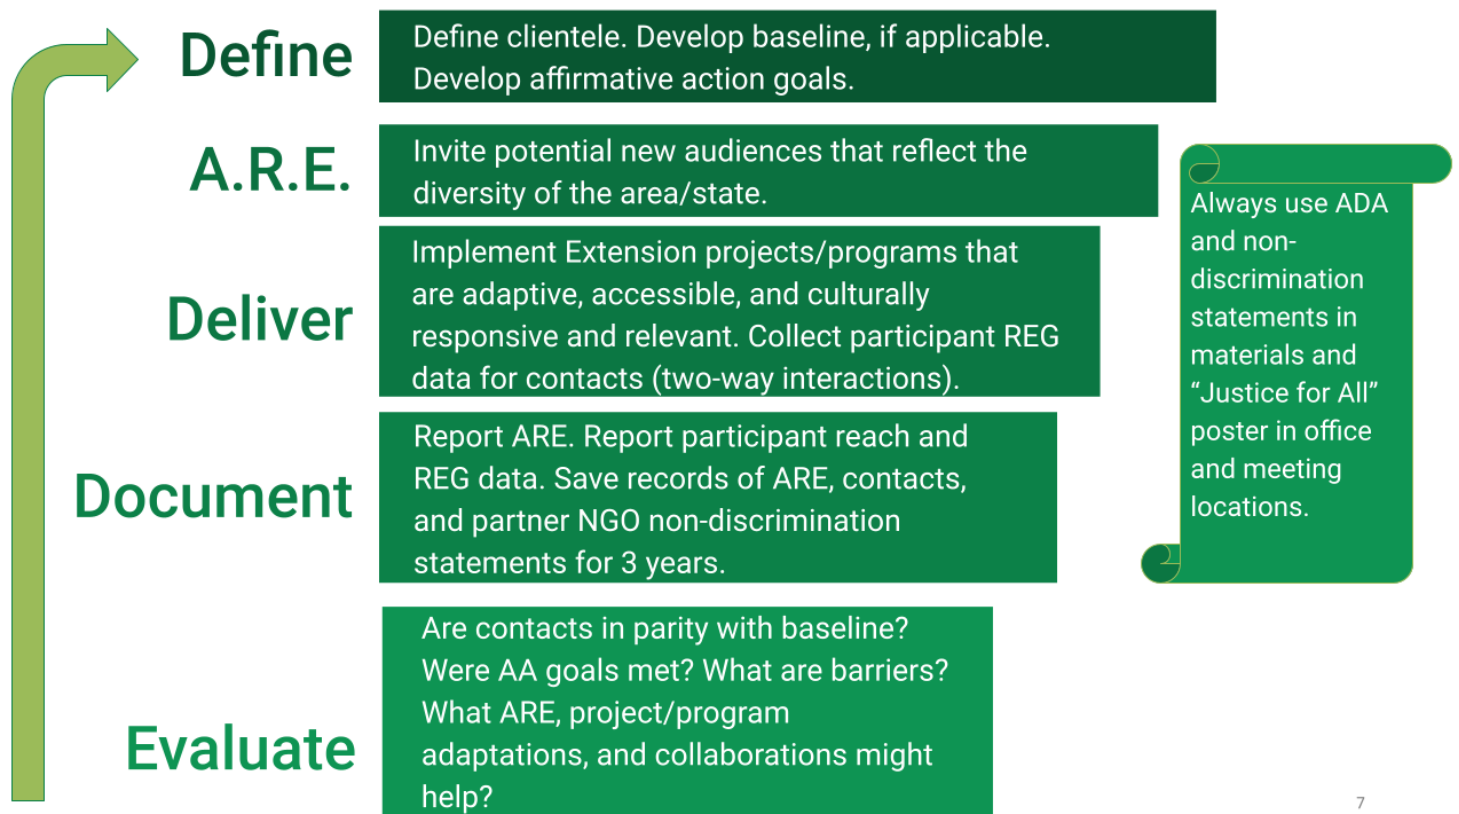 Define
Define clientele. Develop baseline, if applicable.
Develop affirmative action goals.
A.R.E.
Invite potential new audiences that reflect the
diversity of the area/state.
Deliver
Implement Extension projects/programs that
are adaptive, accessible, and culturally
responsive and relevant. Collect participant REG
data for contacts (two-way interactions).
Document
Report ARE. Report participant reach and
REG data. Save records of ARE, contacts,
and partner NGO non-discrimination
statements for 3 years.
Evaluate
Are contacts in parity with baseline?
Were AA goals met? What are barriers?
What ARE, project/program
adaptations, and collaborations might
help?
Always use ADA
and non-
discrimination
statements in
materials and
“Justice for All”
poster in office
and meeting
locations.
7